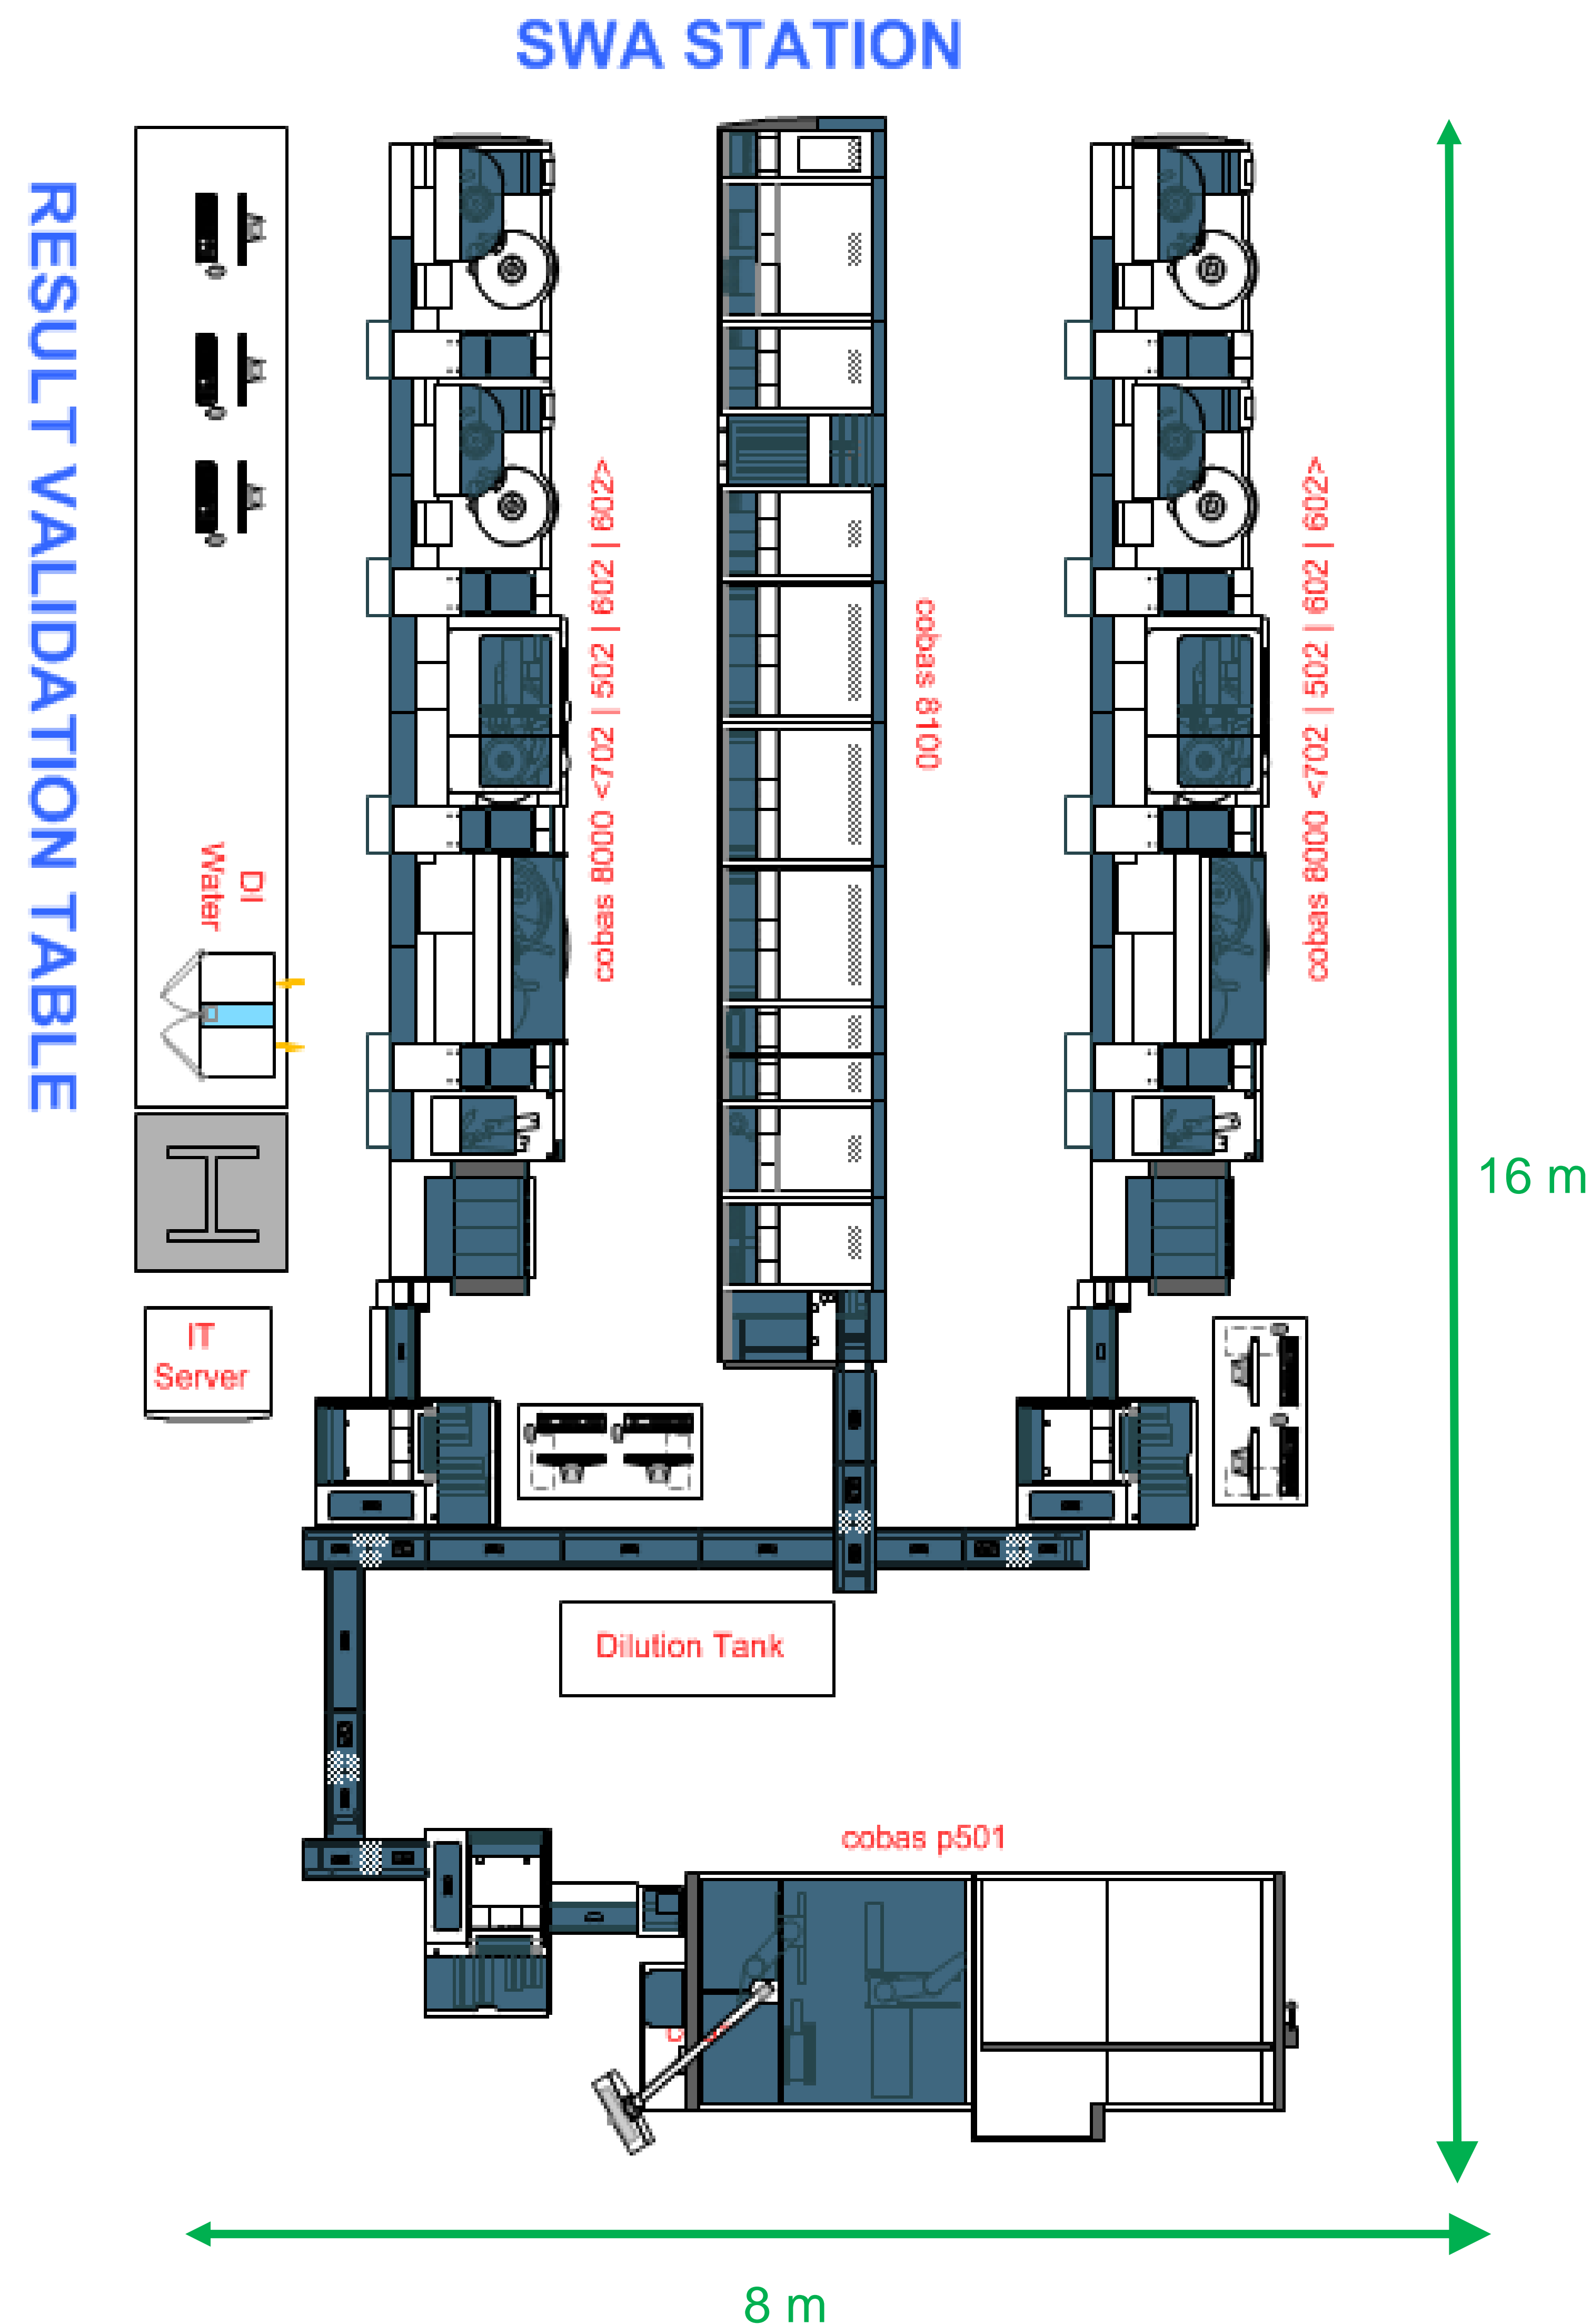 SWA STATION
RESULT VALIDATION TABLE
cobas 8000 <702 | 502 | 602 | 602>
cobas 8100
cobas 8000 <702 | 502 | 602 | 602>
DI
Water
16 m
IT
Server
Dilution Tank
cobas p501
8 m